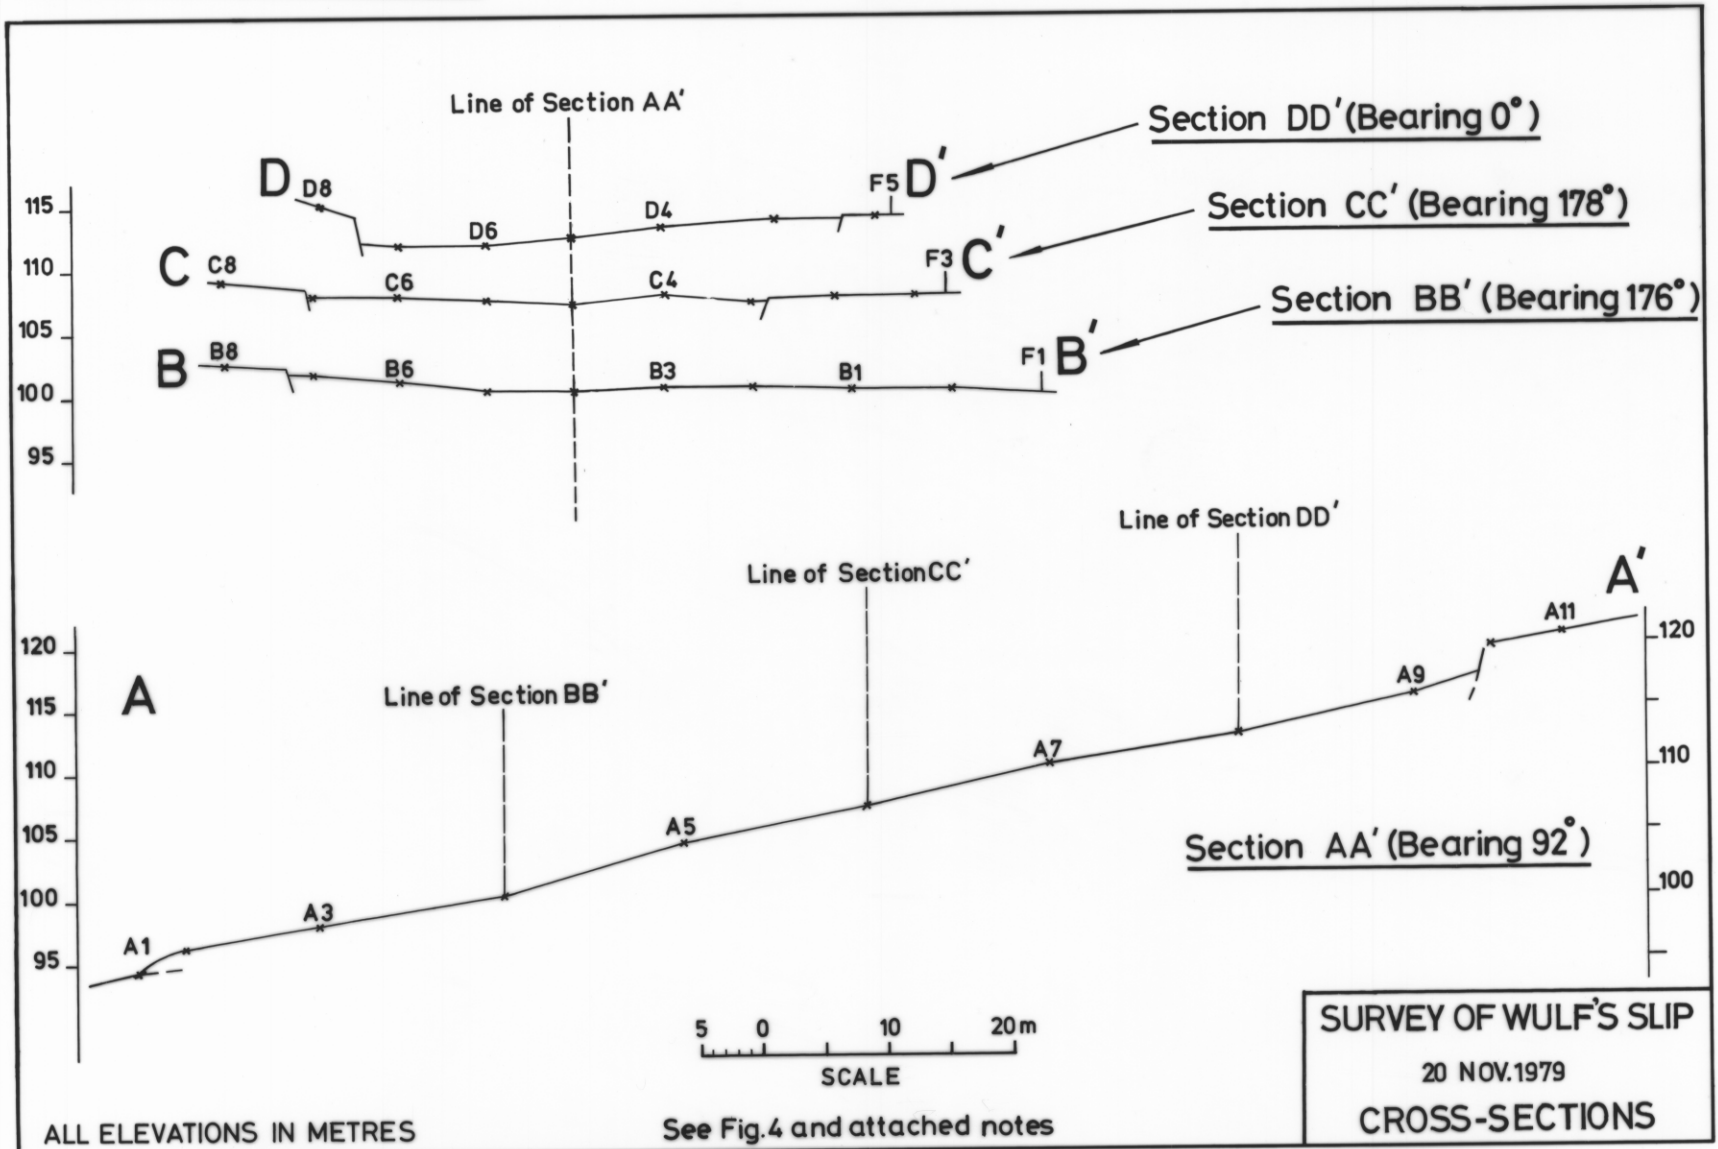 Line of Section AA'
Section DD' (Bearing 0°)
D D8 D6 D4 F5 D'
Section CC' (Bearing 178°)
C C8 C6 C4 F3 C'
Section BB' (Bearing 176°)
B B8 B6 B3 B1 F1 B'
115
110
105
100
95
Line of Section DD'
Line of Section CC'
Line of Section BB'
A
A'
120
115
110
105
100
95
A1
A3
A5
A7
A9
A11
120
110
100
Section AA' (Bearing 92°)
5 0 10 20m
SCALE
SURVEY OF WULF'S SLIP
20 NOV. 1979
CROSS-SECTIONS
ALL ELEVATIONS IN METRES
See Fig. 4 and attached notes